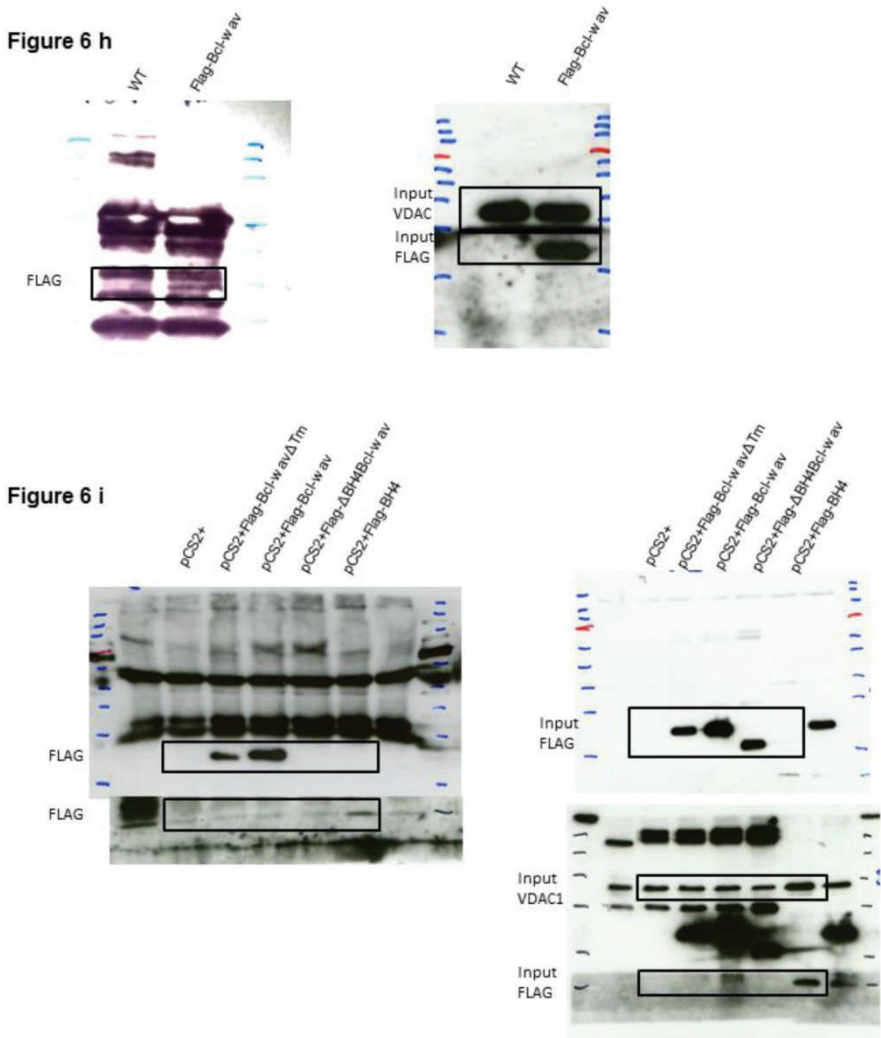 Figure 6 h
WT
Flag-Bcl-wav
FLAG
WT
Flag-Bcl-wav
Input
VDAC
Input
FLAG
Figure 6 i
pCS2+
pCS2+Flag-Bcl-wavΔTm
pCS2+Flag-Bcl-wav
pCS2+Flag-ΔBH4Bcl-wav
pCS2+Flag-BH4
FLAG
FLAG
pCS2+
pCS2+Flag-Bcl-wavΔTm
pCS2+Flag-Bcl-wav
pCS2+Flag-ΔBH4Bcl-wav
pCS2+Flag-BH4
Input
FLAG
Input
VDAC1
Input
FLAG